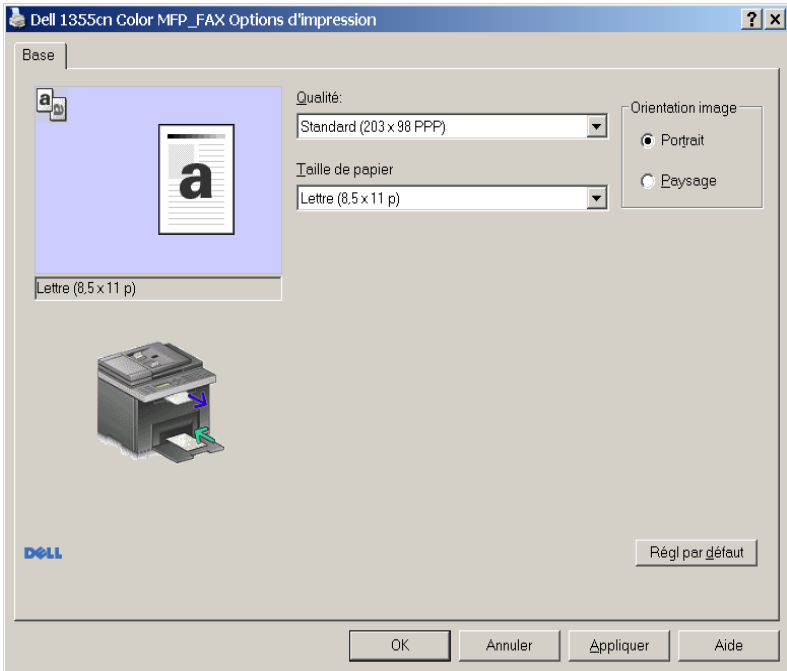 Dell 1355cn Color MFP_FAX Options d'impression
Base
a
a
Lettre (8,5 x 11 p)
Qualité:
Standard (203 x 98 PPP)
Taille de papier
Lettre (8,5 x 11 p)
Orientation image
Portrait
Paysage
DELL
Régl par défaut
OK Annuler Appliquer Aide